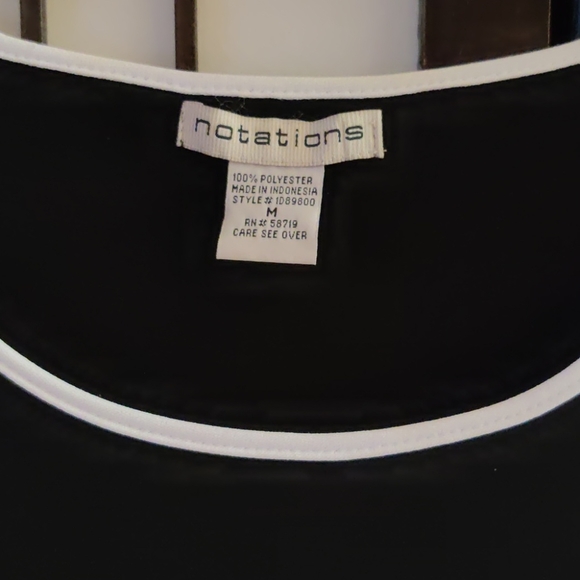 notations
100% POLYESTER
MADE IN INDONESIA
STYLE# 1D89800
M
RN# 58719
CARE SEE OVER